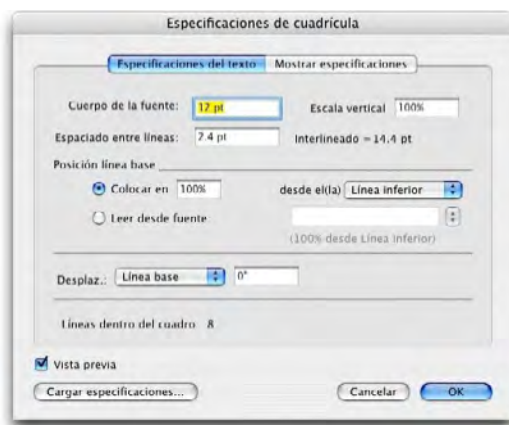 Especificaciones de cuadrícula
Especificaciones del texto Mostrar especificaciones
Cuerpo de la fuente: 12 pt Escala vertical 100%
Espaciado entre líneas: 2.4 pt Interlineado = 14.4 pt
Posición línea base
Colocar en 100% desde el(la) Línea inferior
Leer desde fuente
(100% desde Línea inferior)
Desplaz.: Línea base 0"
Líneas dentro del cuadro 8
Vista previa
Cargar especificaciones... Cancelar OK